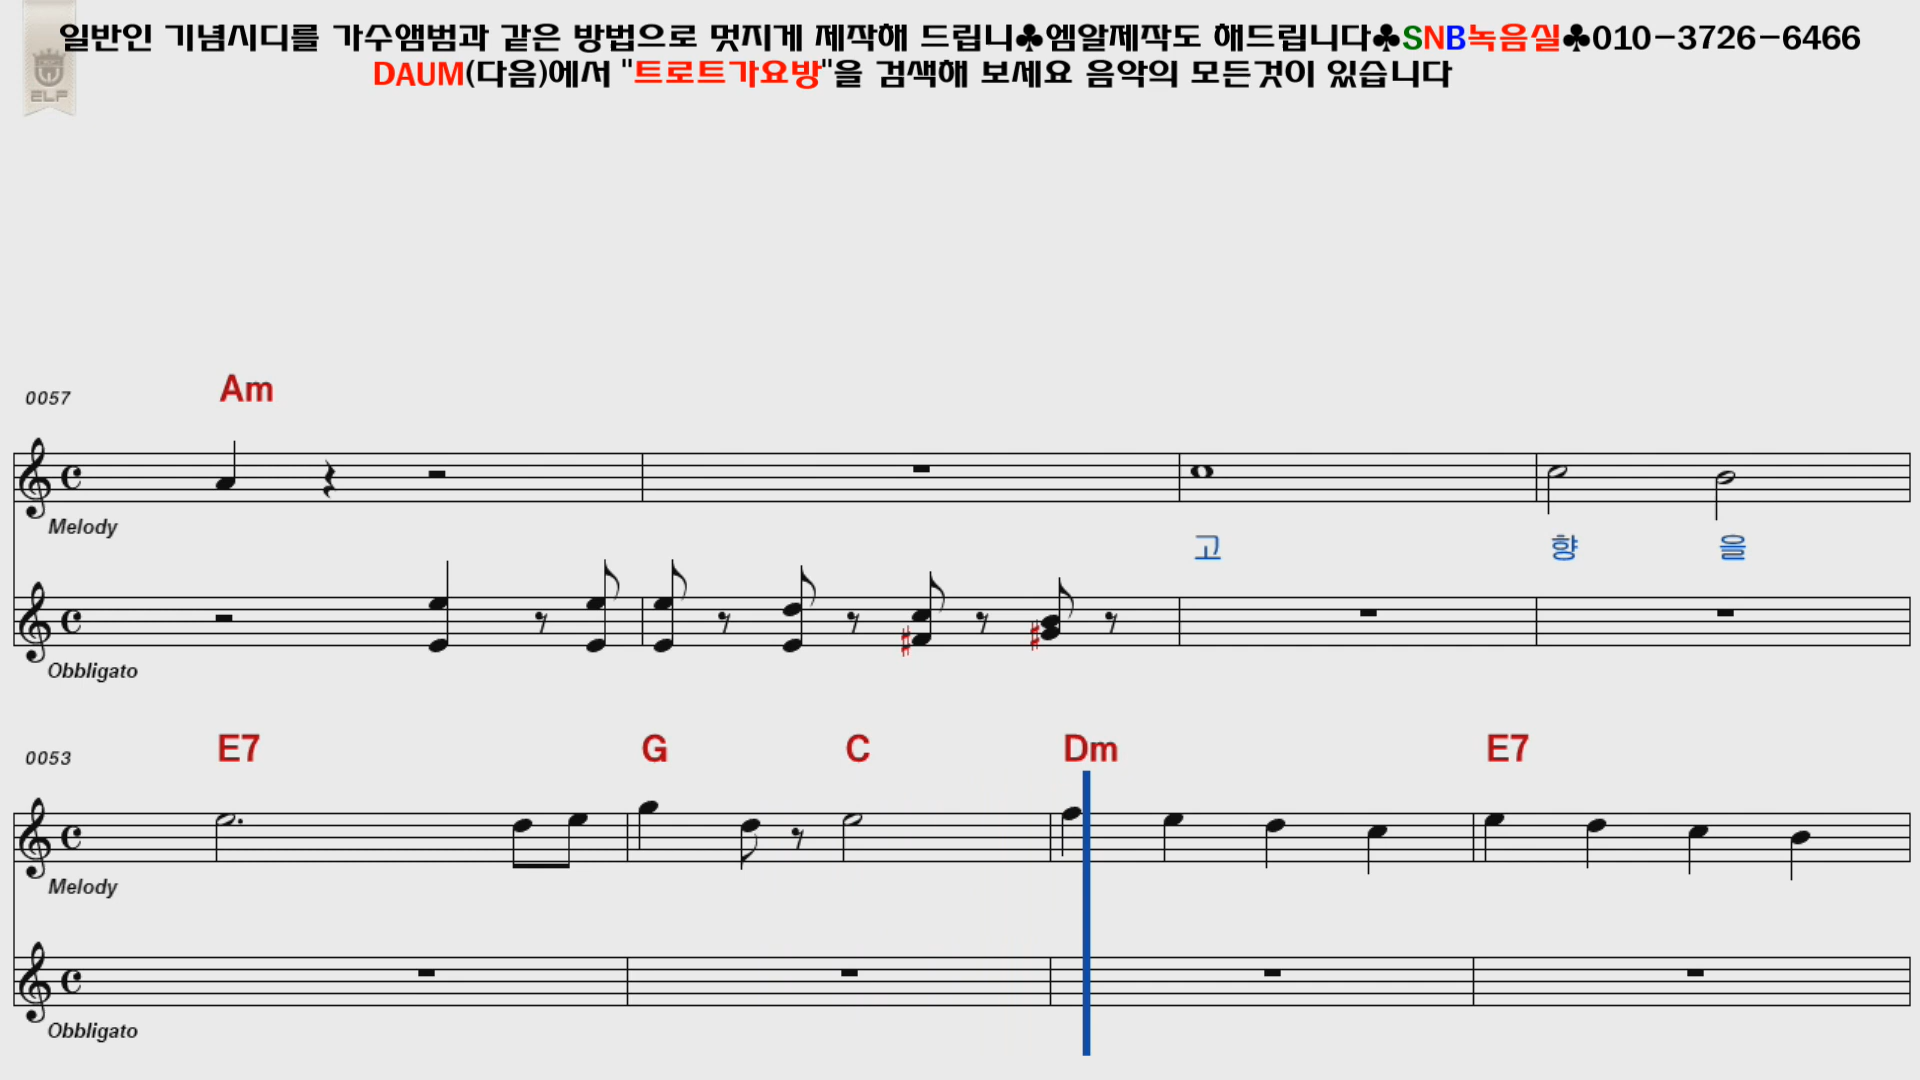 일반인 기념시디를 가수앨범과 같은 방법으로 멋지게 제작해 드립니♣엠알제작도 해드립니다♣SNB녹음실♣010-3726-6466
DAUM(다음)에서 "트로트가요방"을 검색해 보세요 음악의 모든것이 있습니다
ELF
0057 Am
Melody
고 향 을
Obbligato
0053 E7 G C Dm E7
Melody
Obbligato